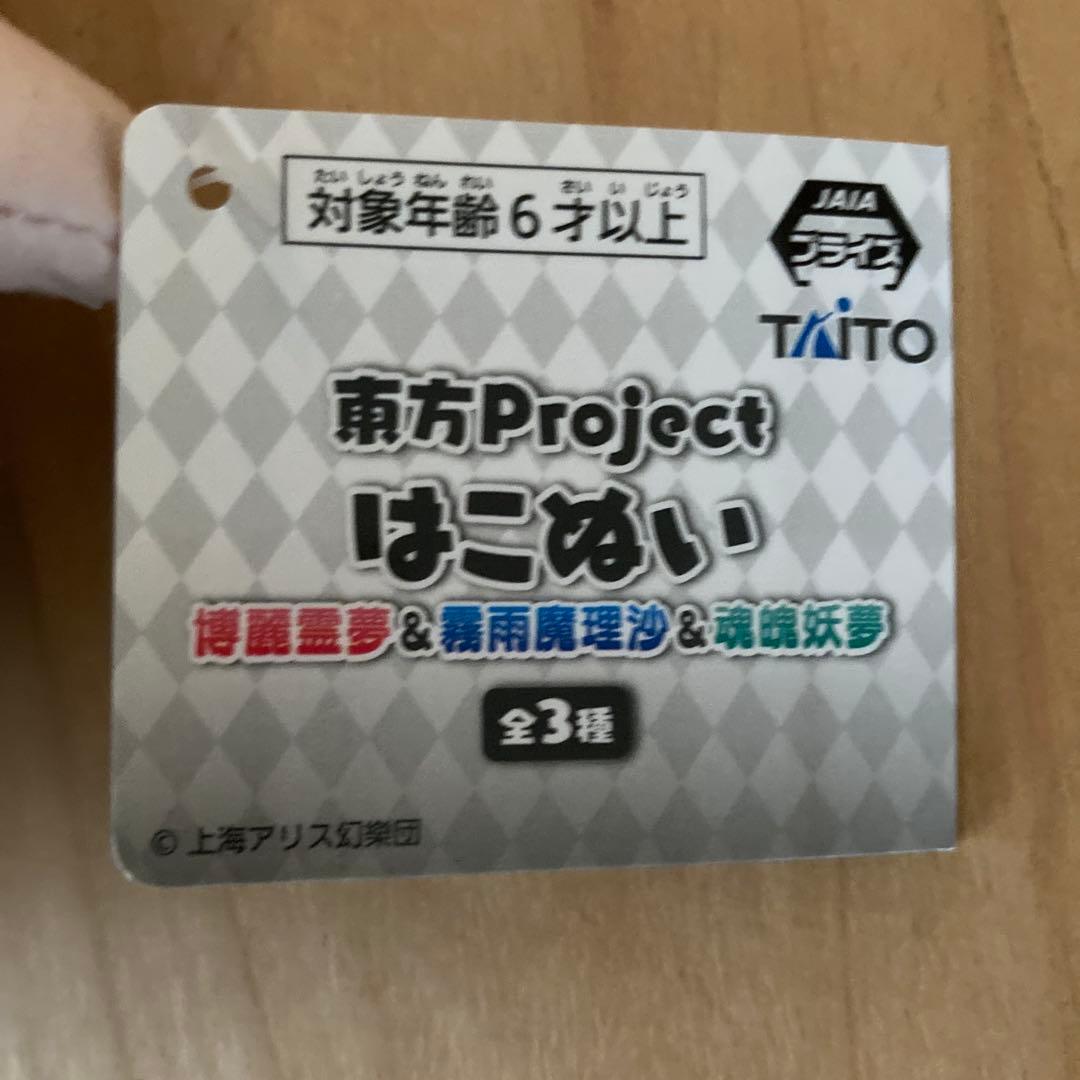 たいしょうねんれい さいいじょう
対象年齢6才以上
JAIA
プライズ
TAITO
東方Project
はこぬい
博麗霊夢&霧雨魔理沙&魂魄妖夢
全3種
© 上海アリス幻樂団